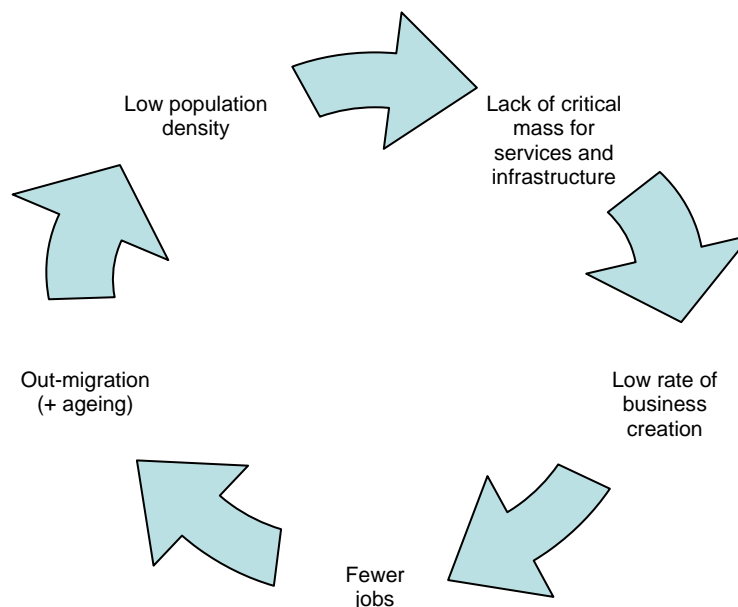 Low population
density
Lack of critical
mass for
services and
infrastructure
Low rate of
business
creation
Fewer
jobs
Out-migration
(+ ageing)